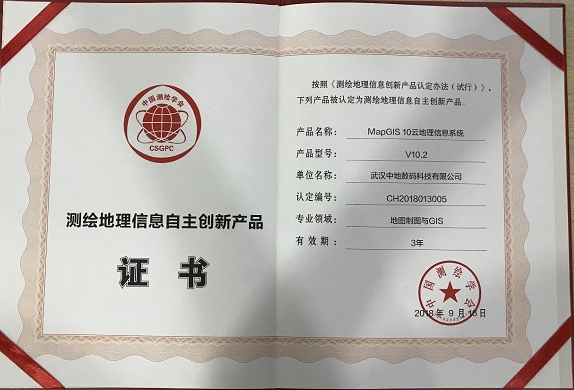 中国测绘学会
CSGPC
测绘地理信息自主创新产品
证书
按照《测绘地理信息创新产品认定办法（试行）》，
下列产品被认定为测绘地理信息自主创新产品。
产品名称： MapGIS 10云地理信息系统
产品型号： V10.2
单位名称： 武汉中地数码科技有限公司
认定编号： CH2018013005
专业领域： 地图制图与GIS
有效期： 3年
中国测绘学会
2018年9月15日